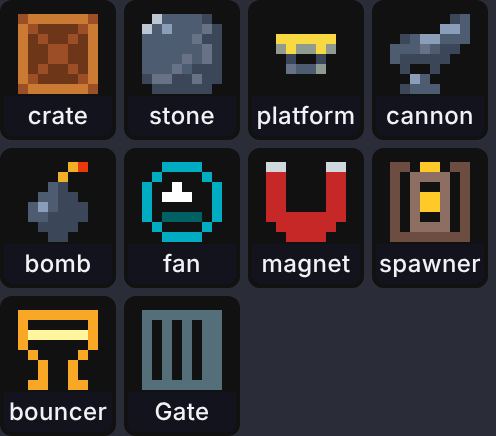 crate
stone
platform
cannon
bomb
fan
magnet
spawner
bouncer
Gate